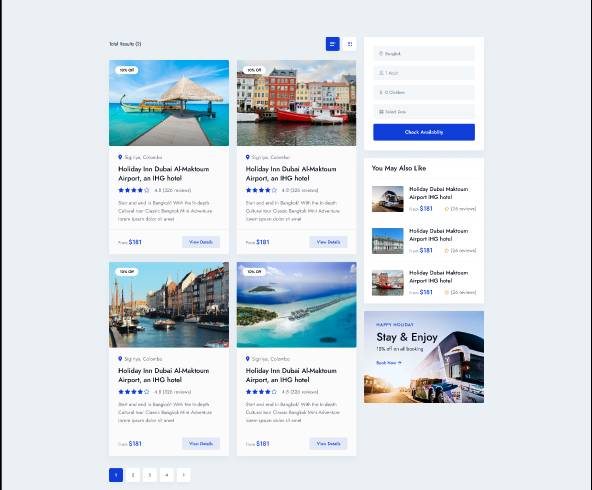 Total Results (3)
10% Off
Sigiriya, Colombo
Holiday Inn Dubai Al-Maktoum
Airport, an IHG hotel
4.8 (326 reviews)
Start end in Bangkok! With the In-depth
Cultural tour Classic Bangkok Mini Adventure
lorem ipsum dolor sit amet
From $181
View Details
10% Off
Sigiriya, Colombo
Holiday Inn Dubai Al-Maktoum
Airport, an IHG hotel
4.8 (326 reviews)
Start end in Bangkok! With the In-depth
Cultural tour Classic Bangkok Mini Adventure
lorem ipsum dolor sit amet
From $181
View Details
10% Off
Sigiriya, Colombo
Holiday Inn Dubai Al-Maktoum
Airport, an IHG hotel
4.8 (326 reviews)
Start end in Bangkok! With the In-depth
Cultural tour Classic Bangkok Mini Adventure
lorem ipsum dolor sit amet
From $181
View Details
10% Off
Sigiriya, Colombo
Holiday Inn Dubai Al-Maktoum
Airport, an IHG hotel
4.8 (326 reviews)
Start end in Bangkok! With the In-depth
Cultural tour Classic Bangkok Mini Adventure
lorem ipsum dolor sit amet
From $181
View Details
1 2 3 4
Bangkok
1 Adult
0 Children
Select Date
Check Availability
You May Also Like
Holiday Dubai Maktoum
Airport IHG hotel
From $181 (26 reviews)
Holiday Dubai Maktoum
Airport IHG hotel
From $181 (26 reviews)
Holiday Dubai Maktoum
Airport IHG hotel
From $181 (26 reviews)
HAPPY HOLIDAY
Stay & Enjoy
15% off on all booking
Book Now